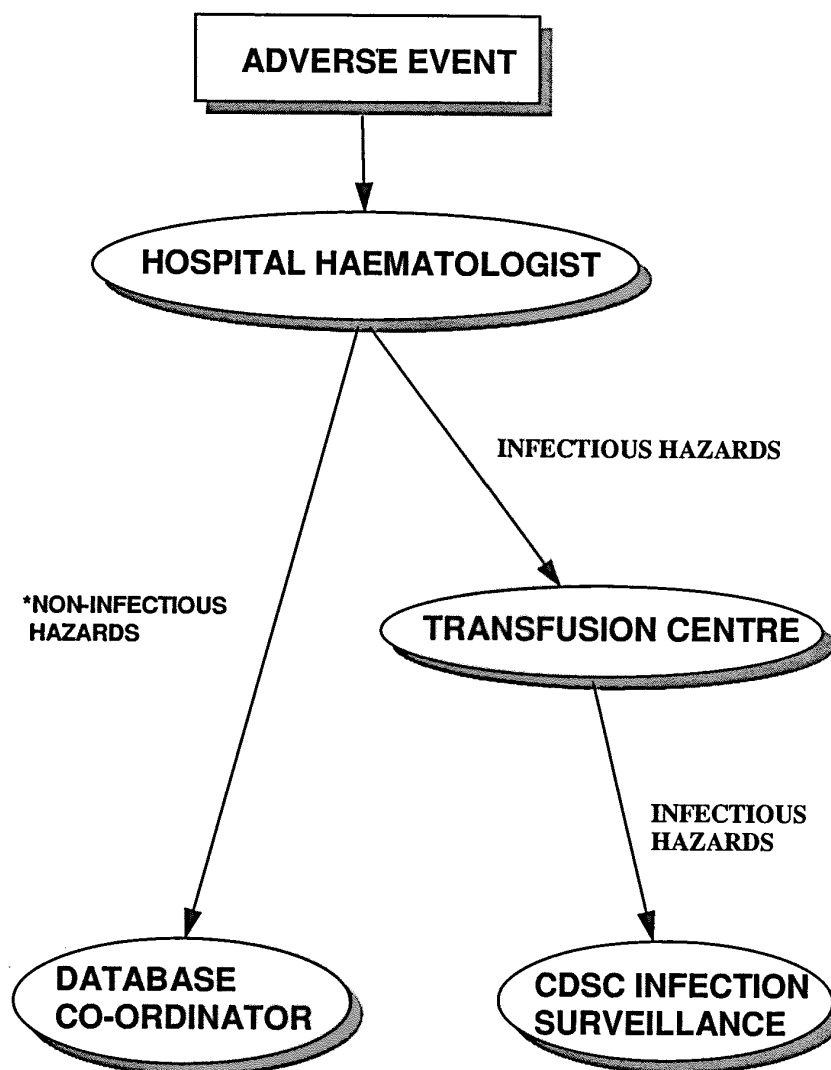 ADVERSE EVENT
HOSPITAL HAEMATOLOGIST
INFECTIOUS HAZARDS
*NON-INFECTIOUS
HAZARDS
TRANSFUSION CENTRE
INFECTIOUS
HAZARDS
DATABASE
CO-ORDINATOR
CDSC INFECTION
SURVEILLANCE